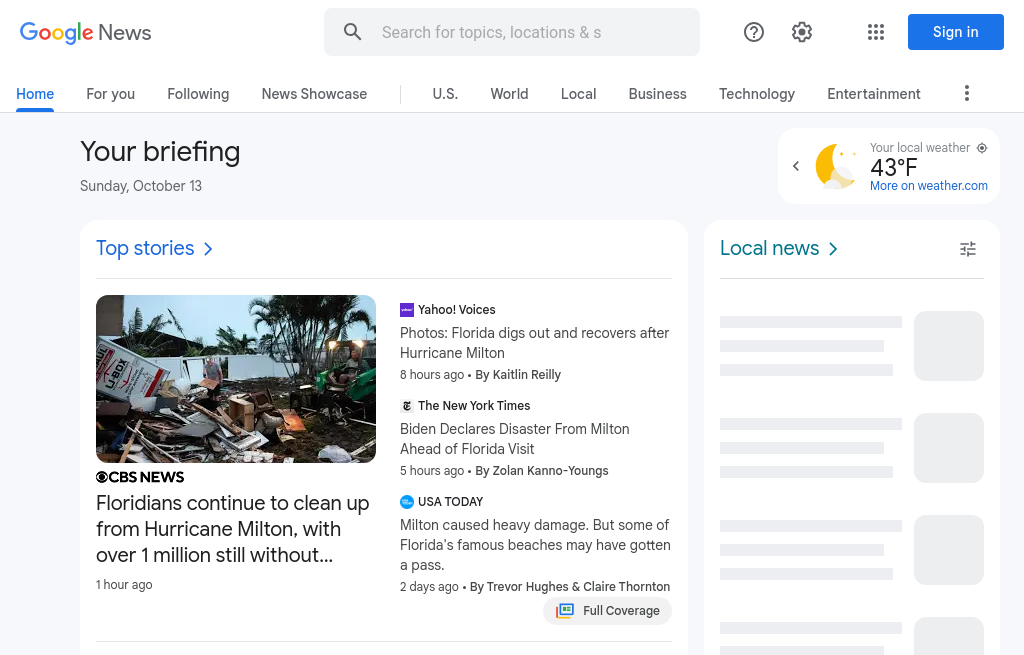 Google News
Search for topics, locations & s
Sign in
Home
For you
Following
News Showcase
U.S.
World
Local
Business
Technology
Entertainment
Your briefing
Sunday, October 13
Your local weather
43°F
More on weather.com
Top stories
Local news
U-BOX
CBS NEWS
Floridians continue to clean up
from Hurricane Milton, with
over 1 million still without...
1 hour ago
Yahoo! Voices
Photos: Florida digs out and recovers after
Hurricane Milton
8 hours ago • By Kaitlin Reilly
The New York Times
Biden Declares Disaster From Milton
Ahead of Florida Visit
5 hours ago • By Zolan Kanno-Youngs
USA TODAY
Milton caused heavy damage. But some of
Florida's famous beaches may have gotten
a pass.
2 days ago • By Trevor Hughes & Claire Thornton
Full Coverage